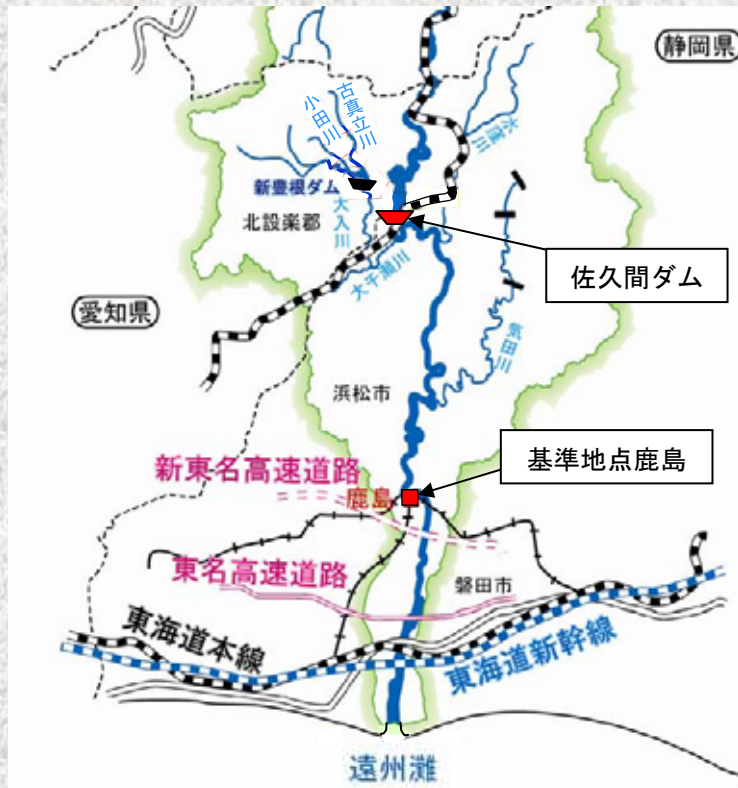 静岡県
古真立川
小田川
水窪川
新豊根ダム
北設楽郡
大入川
佐久間ダム
大千瀬川
愛知県
気田川
浜松市
基準地点鹿島
新東名高速道路
鹿島
東名高速道路
磐田市
東海道本線
東海道新幹線
遠州灘